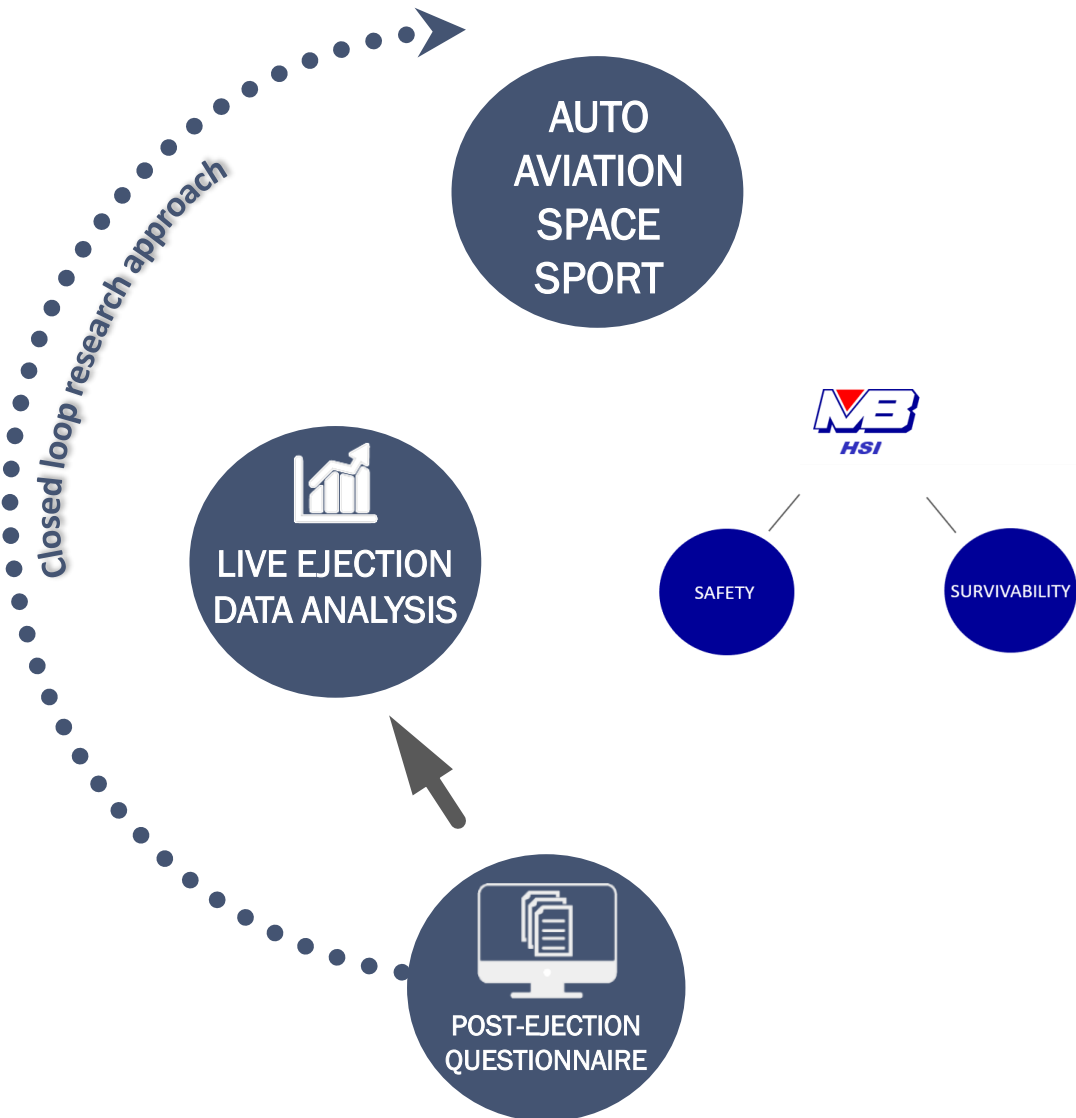 AUTO
AVIATION
SPACE
SPORT
Closed loop research approach
MB
HSI
LIVE EJECTION
DATA ANALYSIS
SAFETY
SURVIVABILITY
POST-EJECTION
QUESTIONNAIRE